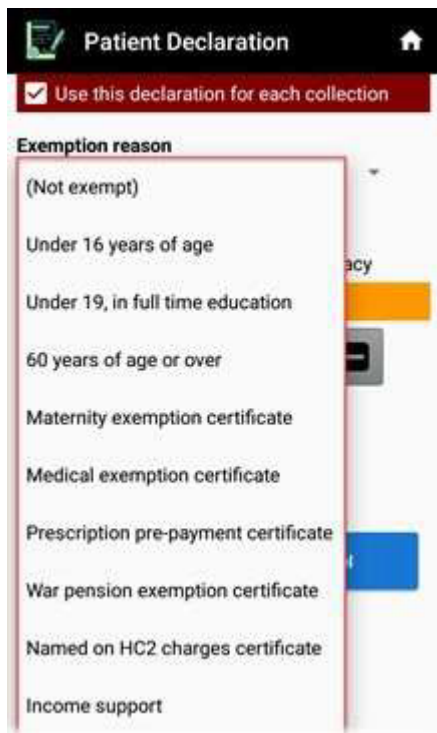 Patient Declaration
Use this declaration for each collection
Exemption reason
(Not exempt)
Under 16 years of age
acy
Under 19, in full time education
60 years of age or over
Maternity exemption certificate
Medical exemption certificate
Prescription pre-payment certificate
War pension exemption certificate
Named on HC2 charges certificate
Income support